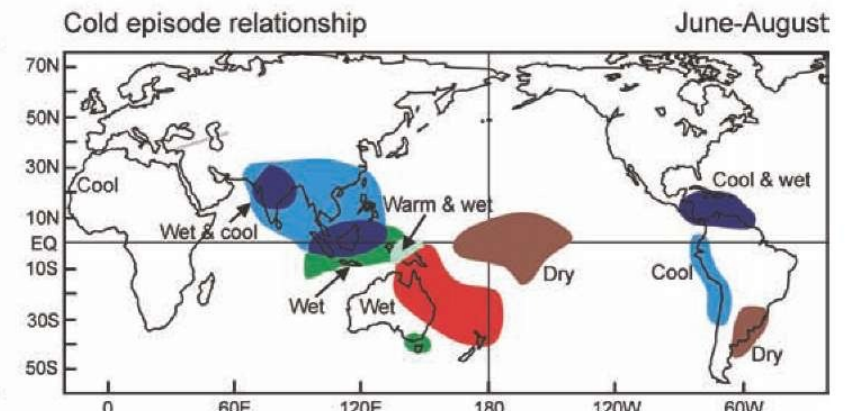 Cold episode relationship
June-August
70N
50N
30N
10N
EQ
10S
30S
50S
Cool
Wet & cool
Warm & wet
Wet
Wet
Dry
Cool & wet
Cool
Dry
0
60E
120E
180
120W
60W